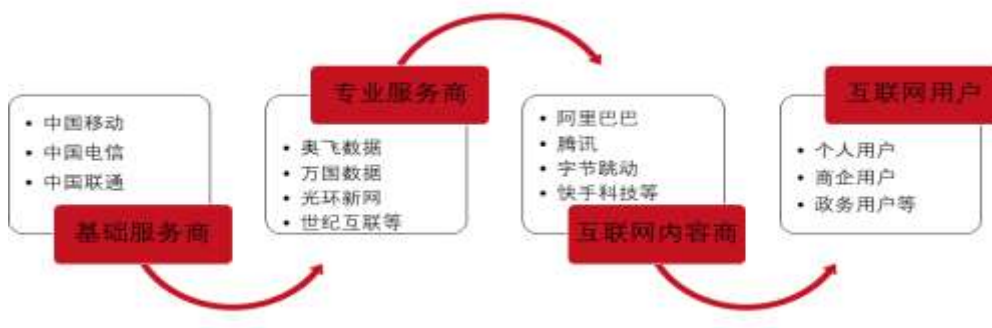 中国移动
中国电信
中国联通
基础服务商
专业服务商
奥飞数据
万国数据
光环新网
世纪互联等
阿里巴巴
腾讯
字节跳动
快手科技等
互联网内容商
互联网用户
个人用户
商企用户
政务用户等